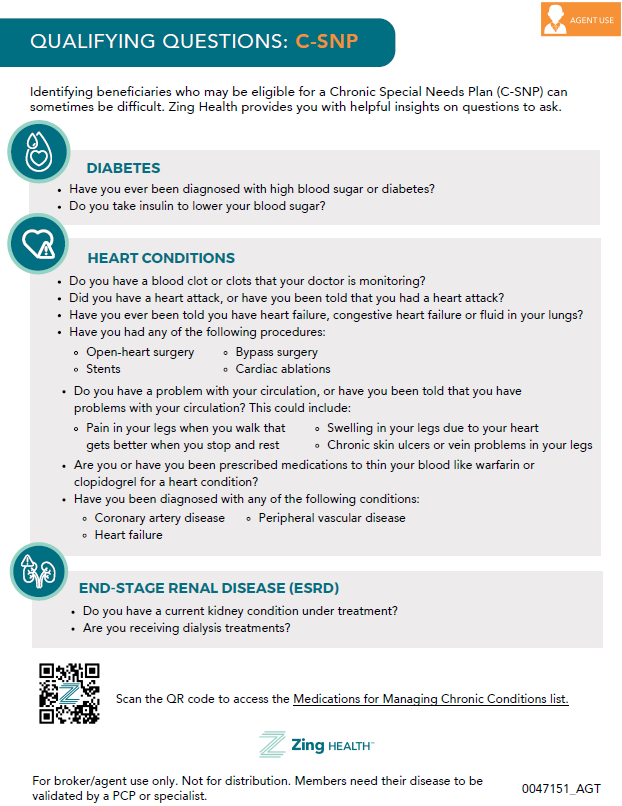 AGENT USE
QUALIFYING QUESTIONS: C-SNP
Identifying beneficiaries who may be eligible for a Chronic Special Needs Plan (C-SNP) can
sometimes be difficult. Zing Health provides you with helpful insights on questions to ask.
DIABETES
• Have you ever been diagnosed with high blood sugar or diabetes?
• Do you take insulin to lower your blood sugar?
HEART CONDITIONS
• Do you have a blood clot or clots that your doctor is monitoring?
• Did you have a heart attack, or have you been told that you had a heart attack?
• Have you ever been told you have heart failure, congestive heart failure or fluid in your lungs?
• Have you had any of the following procedures:
∘ Open-heart surgery ∘ Bypass surgery
∘ Stents ∘ Cardiac ablations
• Do you have a problem with your circulation, or have you been told that you have
problems with your circulation? This could include:
∘ Pain in your legs when you walk that
gets better when you stop and rest
∘ Swelling in your legs due to your heart
∘ Chronic skin ulcers or vein problems in your legs
• Are you or have you been prescribed medications to thin your blood like warfarin or
clopidogrel for a heart condition?
• Have you been diagnosed with any of the following conditions:
∘ Coronary artery disease ∘ Peripheral vascular disease
∘ Heart failure
END-STAGE RENAL DISEASE (ESRD)
• Do you have a current kidney condition under treatment?
• Are you receiving dialysis treatments?
Scan the QR code to access the Medications for Managing Chronic Conditions list.
Zing HEALTH™
For broker/agent use only. Not for distribution. Members need their disease to be
validated by a PCP or specialist.
0047151_AGT